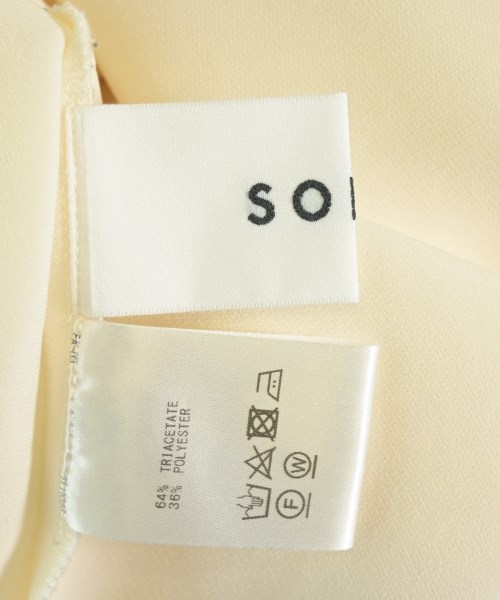 SO
64% TRIACETATE
36% POLYESTER
W
F